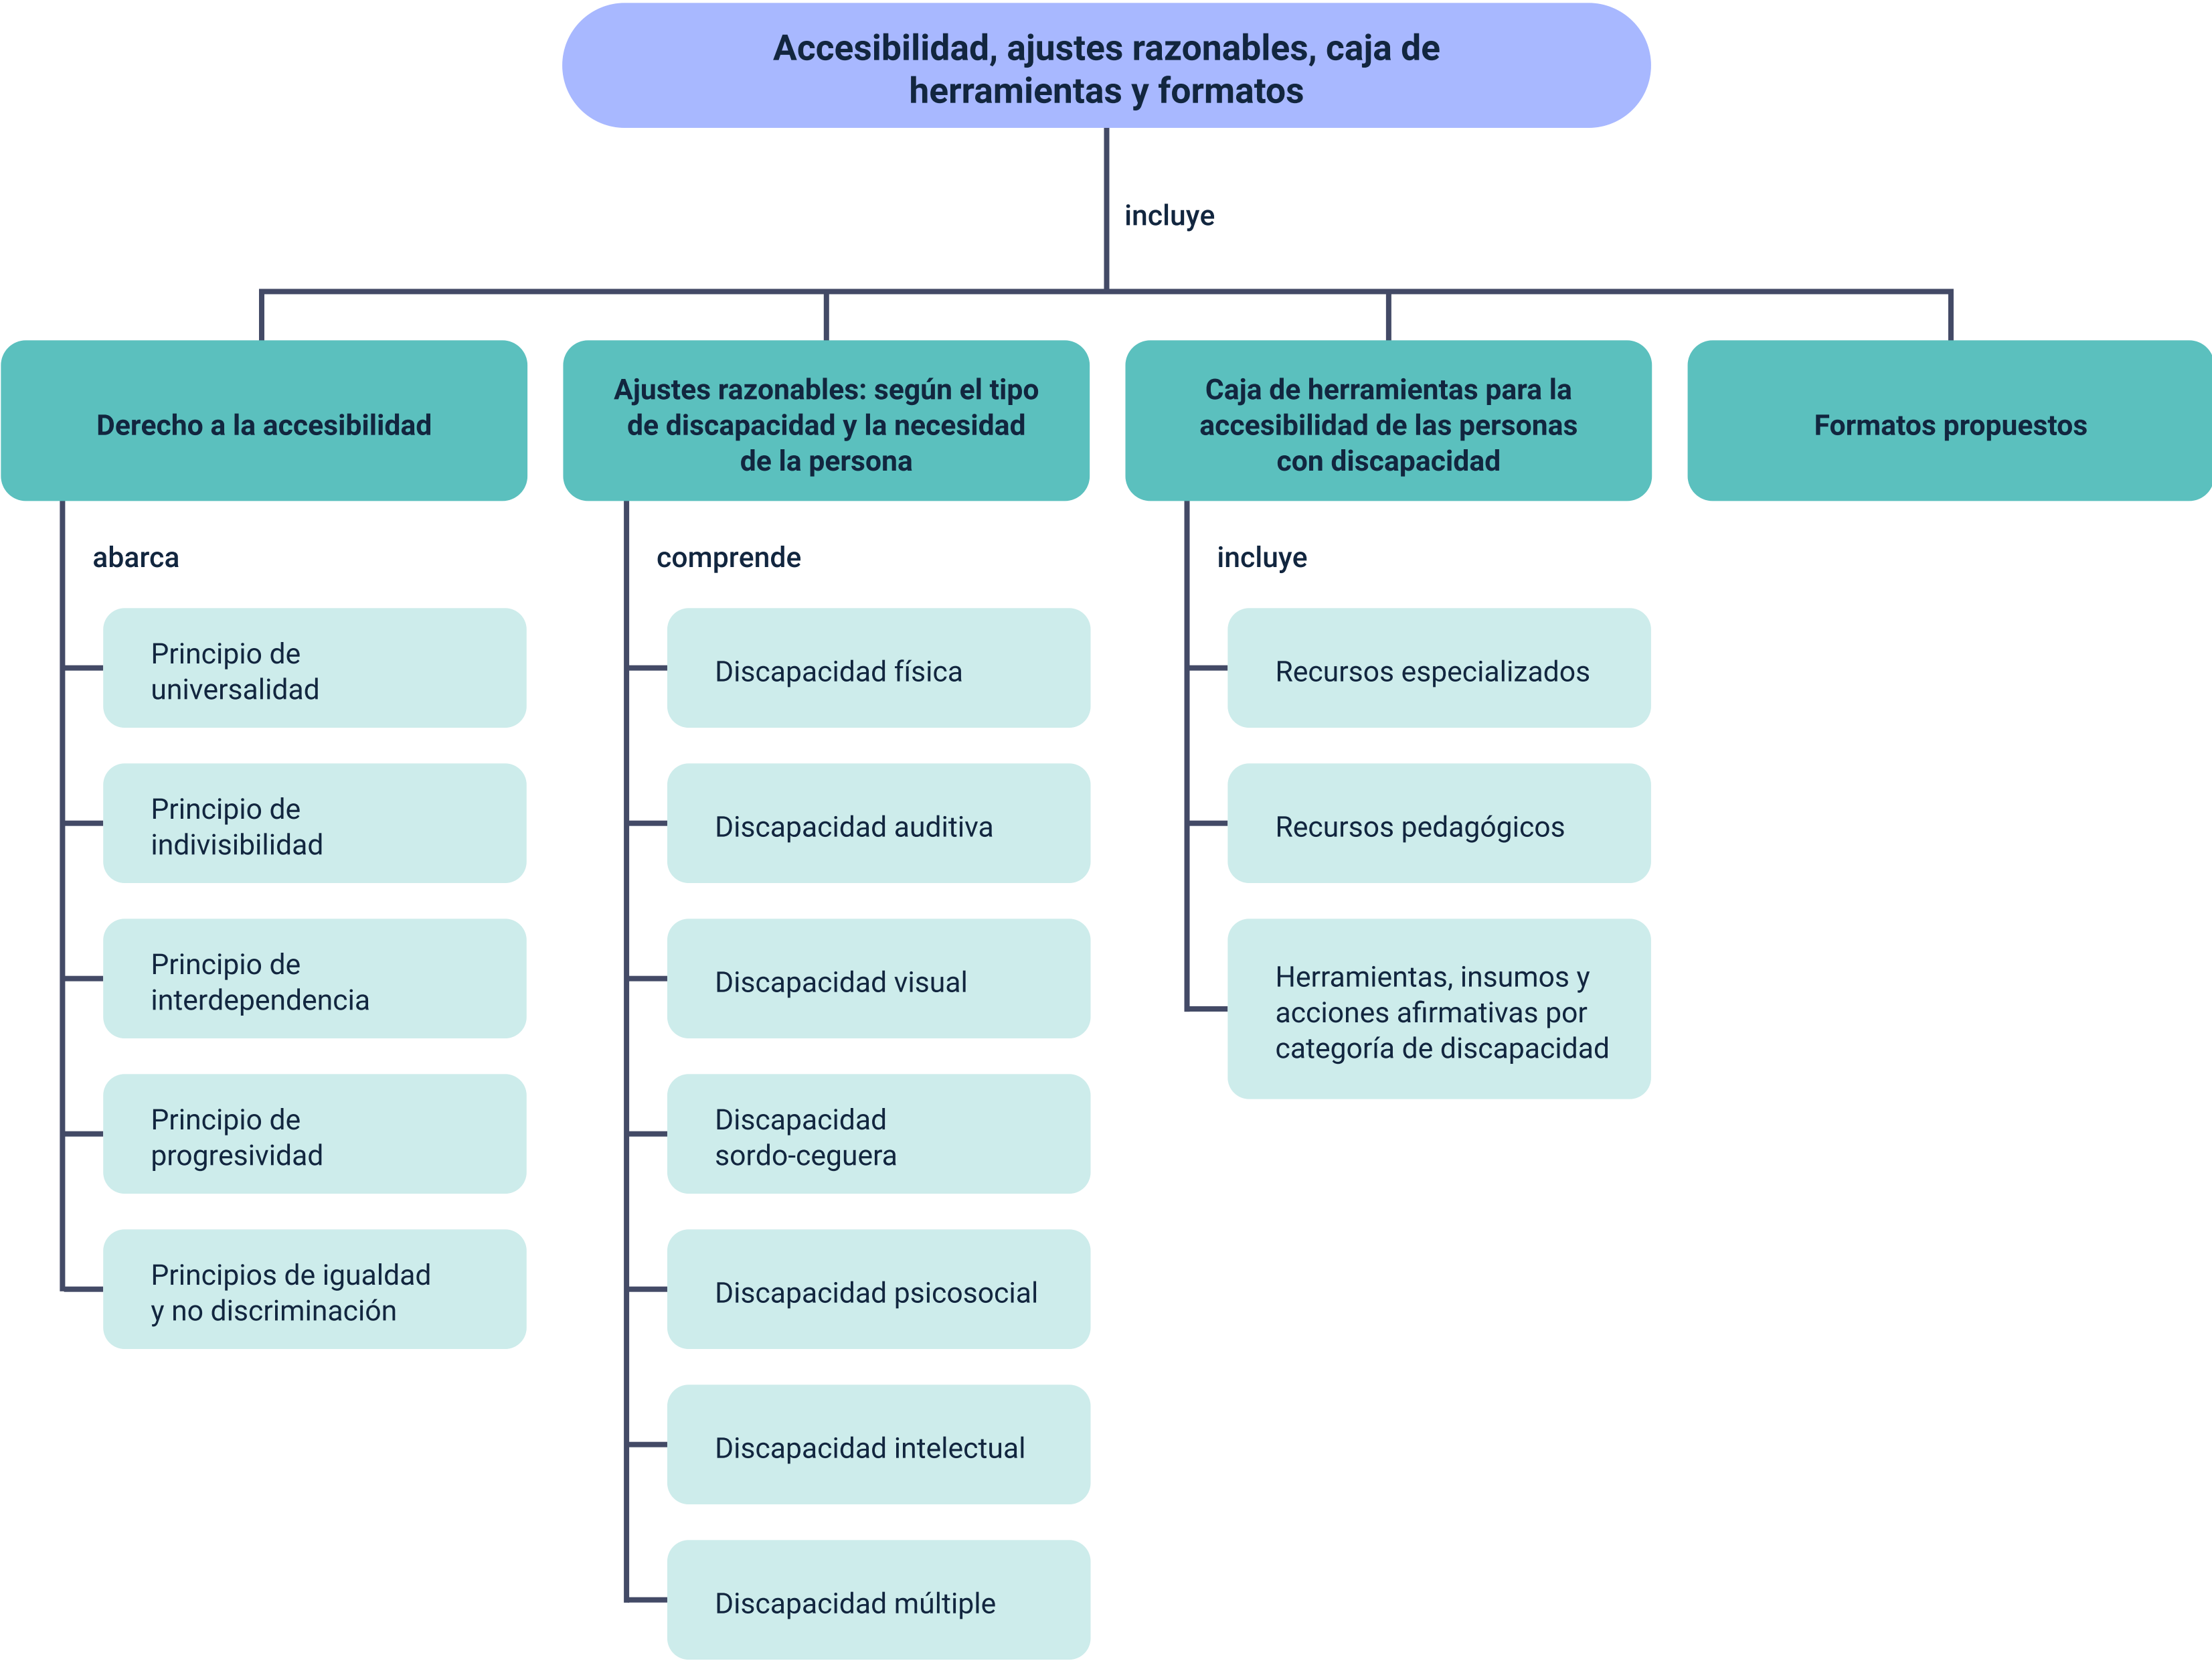 Accesibilidad, ajustes razonables, caja de
herramientas y formatos
incluye
Derecho a la accesibilidad
abarca
Principio de
universalidad
Principio de
indivisibilidad
Principio de
interdependencia
Principio de
progresividad
Principios de igualdad
y no discriminación
Ajustes razonables: según el tipo
de discapacidad y la necesidad
de la persona
comprende
Discapacidad física
Discapacidad auditiva
Discapacidad visual
Discapacidad
sordo-ceguera
Discapacidad psicosocial
Discapacidad intelectual
Discapacidad múltiple
Caja de herramientas para la
accesibilidad de las personas
con discapacidad
incluye
Recursos especializados
Recursos pedagógicos
Herramientas, insumos y
acciones afirmativas por
categoría de discapacidad
Formatos propuestos